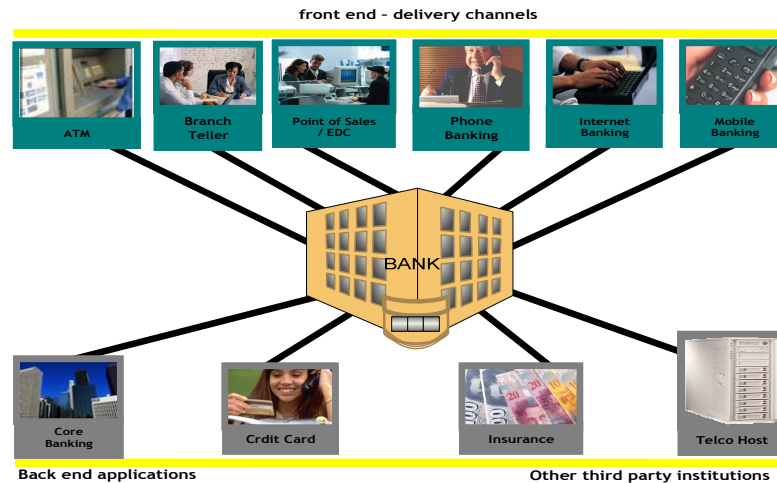 front end - delivery channels
ATM
Branch
Teller
Point of Sales
/ EDC
Phone
Banking
Internet
Banking
Mobile
Banking
BANK
Core
Banking
Crdit Card
Insurance
Telco Host
Back end applications
Other third party institutions